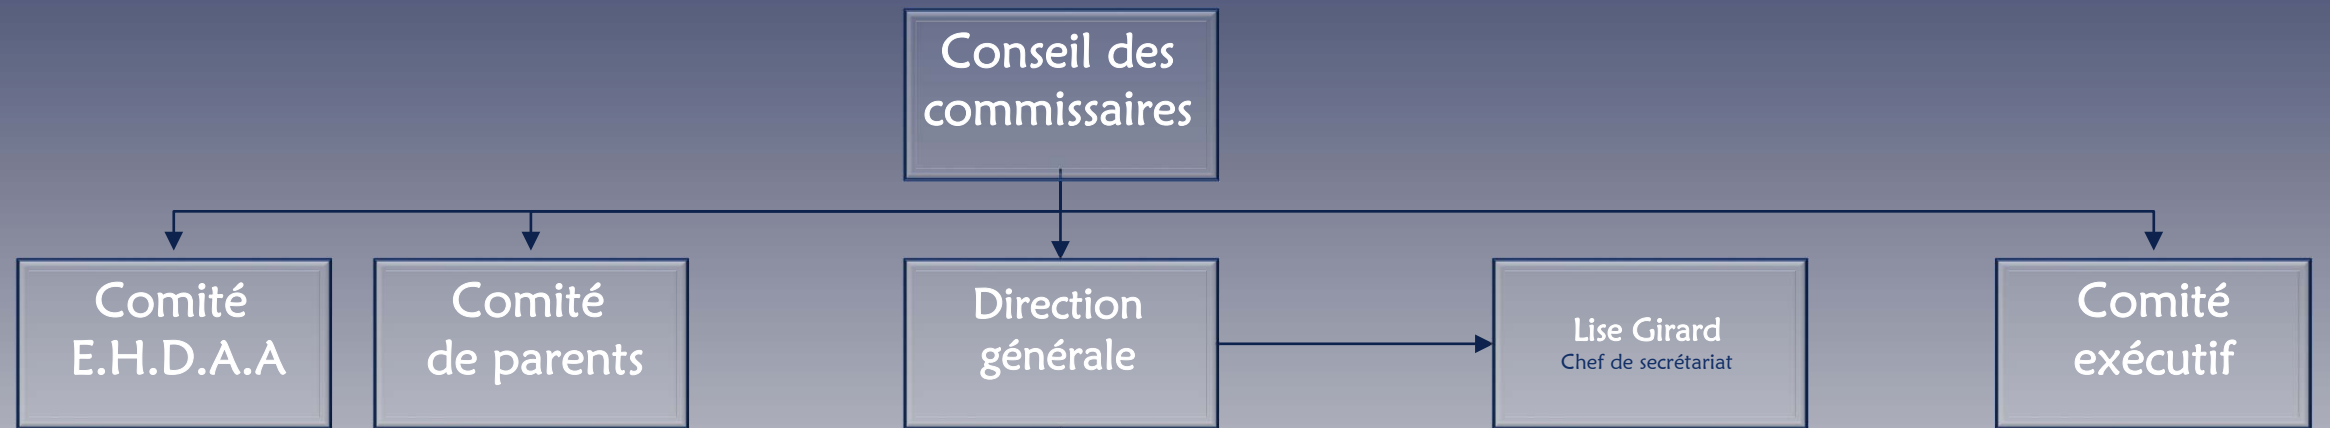 Conseil des
commissaires
Comité
E.H.D.A.A
Comité
de parents
Direction
générale
Lise Girard
Chef de secrétariat
Comité
exécutif